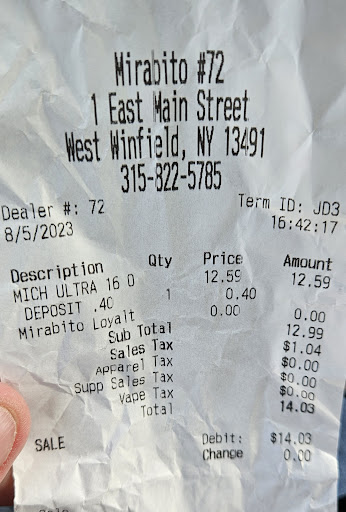 Mirabito #72
1 East Main Street
West Winfield, NY 13491
315-822-5785
Dealer #: 72 Term ID: JD3
8/5/2023 16:42:17
Description Qty Price Amount
MICH ULTRA 16 O 12.59 12.59
DEPOSIT .40 1 0.40
Mirabito Loyalt 0.00 0.00
Sub Total 12.99
Sales Tax $1.04
Apparel Tax $0.00
Supp Sales Tax $0.00
Vape Tax $0.00
Total 14.03
SALE Debit: $14.03
Change 0.00